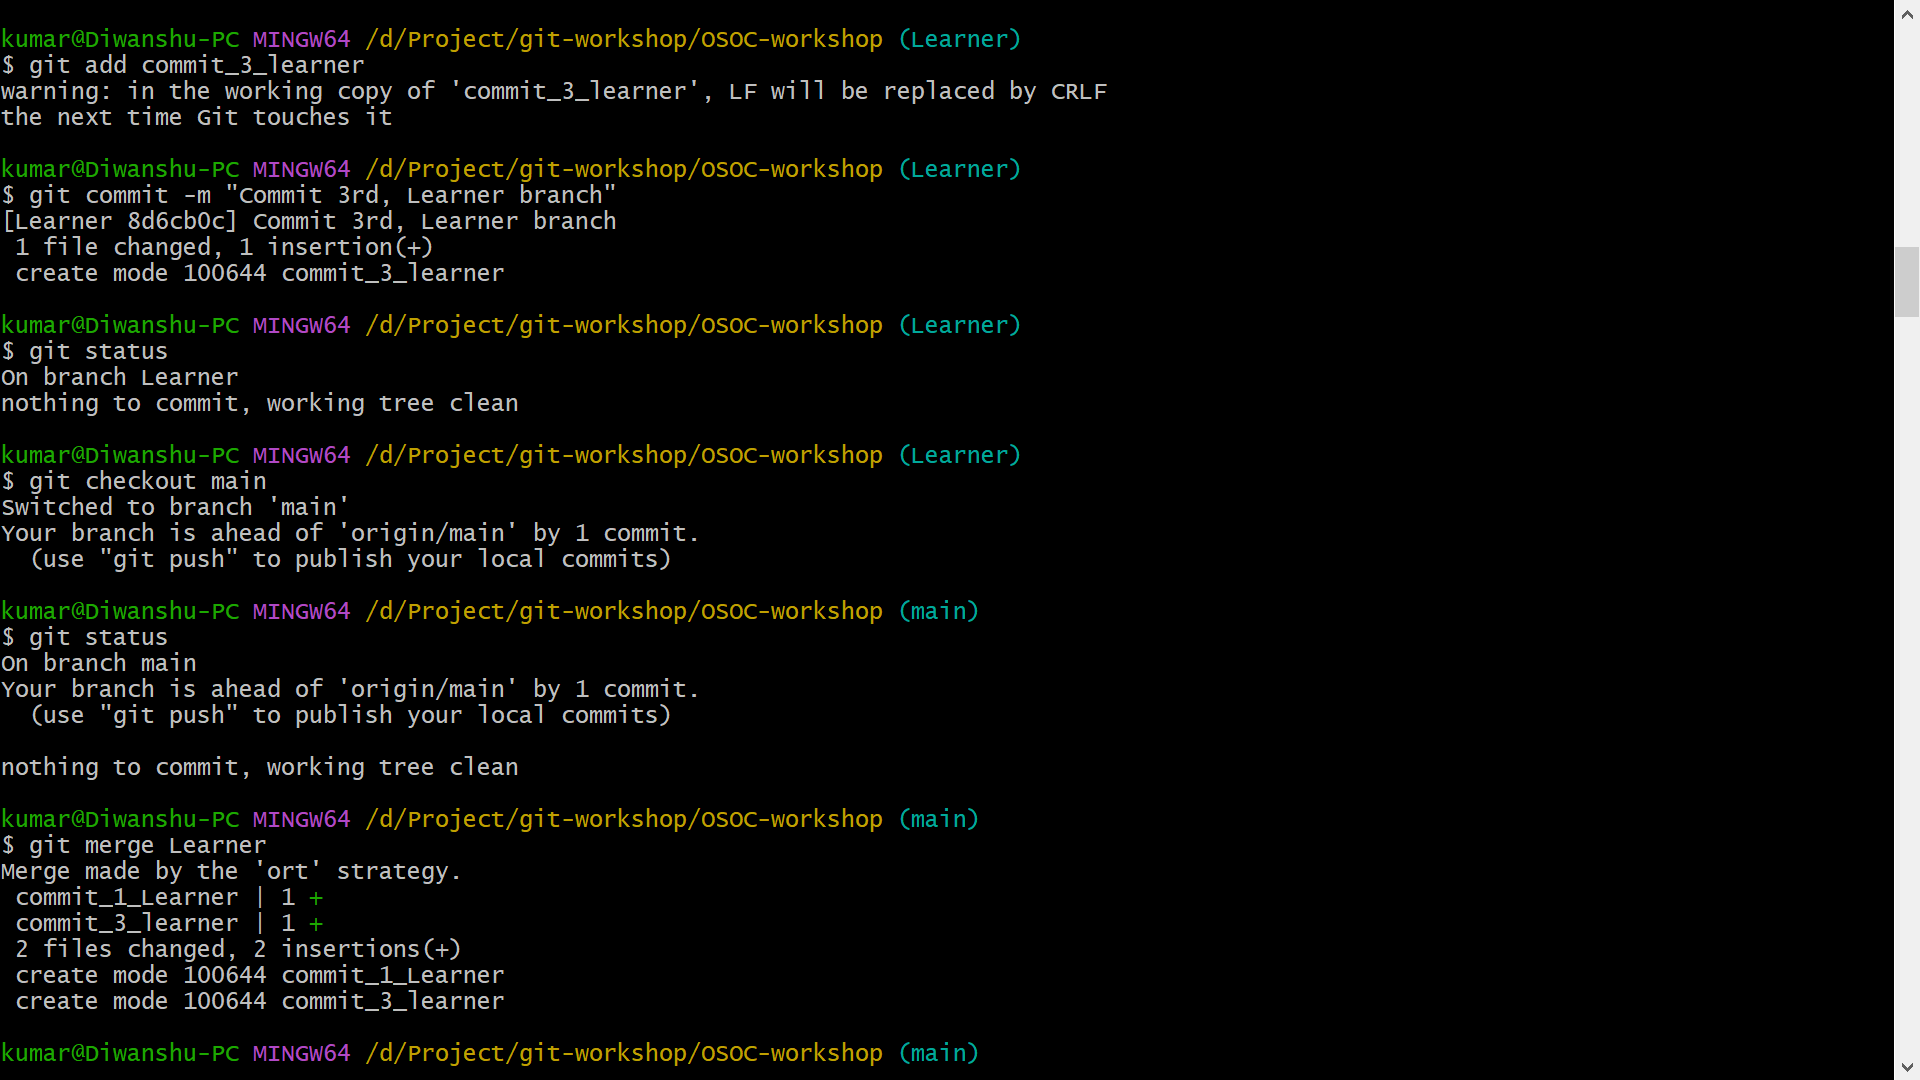 kumar@Diwanshu-PC MINGW64 /d/Project/git-workshop/OSOC-workshop (Learner)
$ git add commit_3_learner
warning: in the working copy of 'commit_3_learner', LF will be replaced by CRLF
the next time Git touches it
kumar@Diwanshu-PC MINGW64 /d/Project/git-workshop/OSOC-workshop (Learner)
$ git commit -m "Commit 3rd, Learner branch"
[Learner 8d6cb0c] Commit 3rd, Learner branch
 1 file changed, 1 insertion(+)
 create mode 100644 commit_3_learner
kumar@Diwanshu-PC MINGW64 /d/Project/git-workshop/OSOC-workshop (Learner)
$ git status
On branch Learner
nothing to commit, working tree clean
kumar@Diwanshu-PC MINGW64 /d/Project/git-workshop/OSOC-workshop (Learner)
$ git checkout main
Switched to branch 'main'
Your branch is ahead of 'origin/main' by 1 commit.
  (use "git push" to publish your local commits)
kumar@Diwanshu-PC MINGW64 /d/Project/git-workshop/OSOC-workshop (main)
$ git status
On branch main
Your branch is ahead of 'origin/main' by 1 commit.
  (use "git push" to publish your local commits)
nothing to commit, working tree clean
kumar@Diwanshu-PC MINGW64 /d/Project/git-workshop/OSOC-workshop (main)
$ git merge Learner
Merge made by the 'ort' strategy.
 commit_1_Learner | 1 +
 commit_3_learner | 1 +
 2 files changed, 2 insertions(+)
 create mode 100644 commit_1_Learner
 create mode 100644 commit_3_learner
kumar@Diwanshu-PC MINGW64 /d/Project/git-workshop/OSOC-workshop (main)